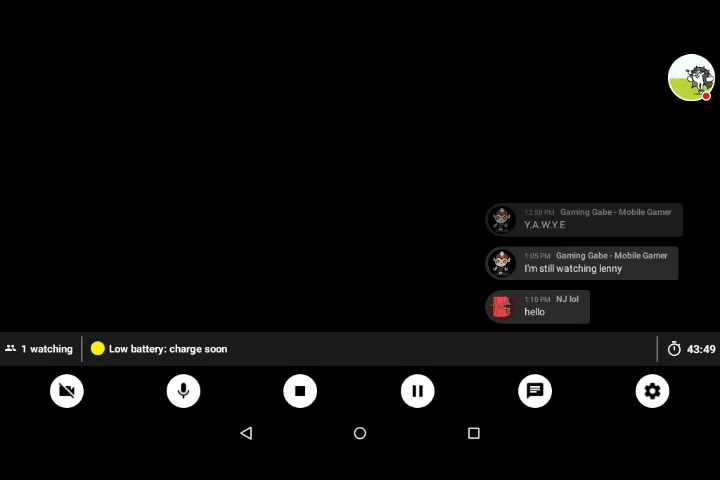 12:58 PM Gaming Gabe - Mobile Gamer
Y.A.W.Y.E
1:05 PM Gaming Gabe - Mobile Gamer
I'm still watching lenny
1:10 PM NJ lol
hello
1 watching
Low battery: charge soon
43:49